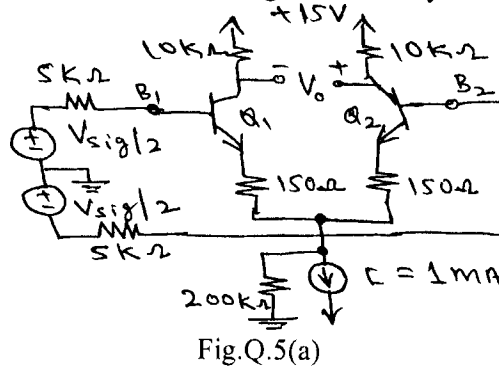 +15V
10KΩ
10KΩ
- Vo +
5KΩ
B1
B2
Q1
Q2
Vsig/2
150Ω
150Ω
Vsig/2
5KΩ
200KΩ
I = 1mA
Fig.Q.5(a)